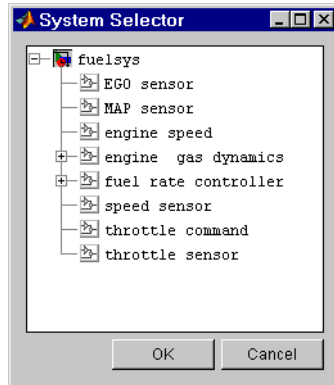 System Selector
fuelsys
EGO sensor
MAP sensor
engine speed
engine gas dynamics
fuel rate controller
speed sensor
throttle command
throttle sensor
OK Cancel